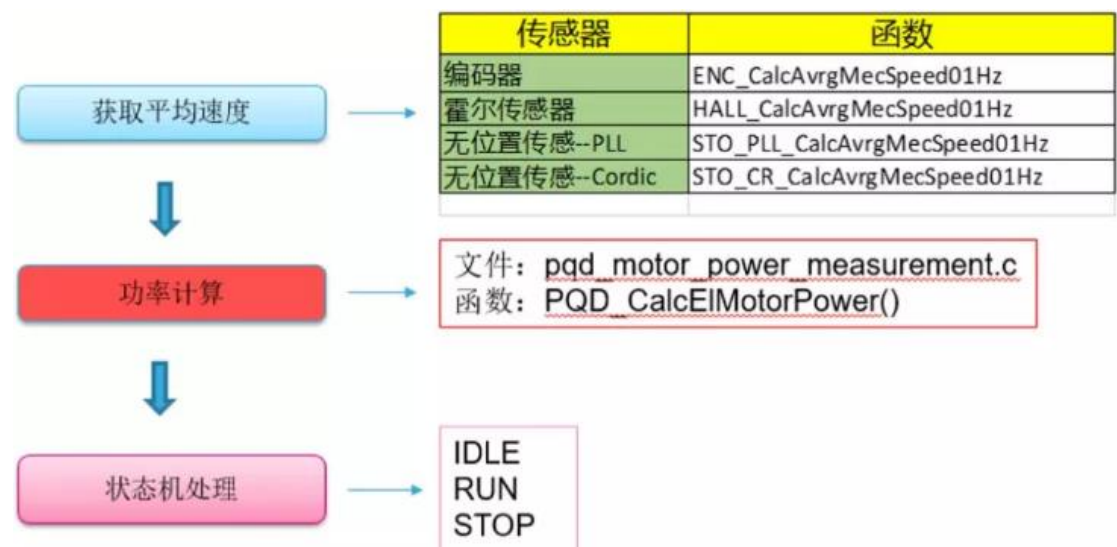 传感器 函数
编码器 ENC_CalcAvrgMecSpeed01Hz
获取平均速度
霍尔传感器 HALL_CalcAvrgMecSpeed01Hz
无位置传感--PLL STO_PLL_CalcAvrgMecSpeed01Hz
无位置传感--Cordic STO_CR_CalcAvrgMecSpeed01Hz
功率计算
文件：pqd_motor_power_measurement.c
函数：PQD_CalcElMotorPower()
状态机处理
IDLE
RUN
STOP